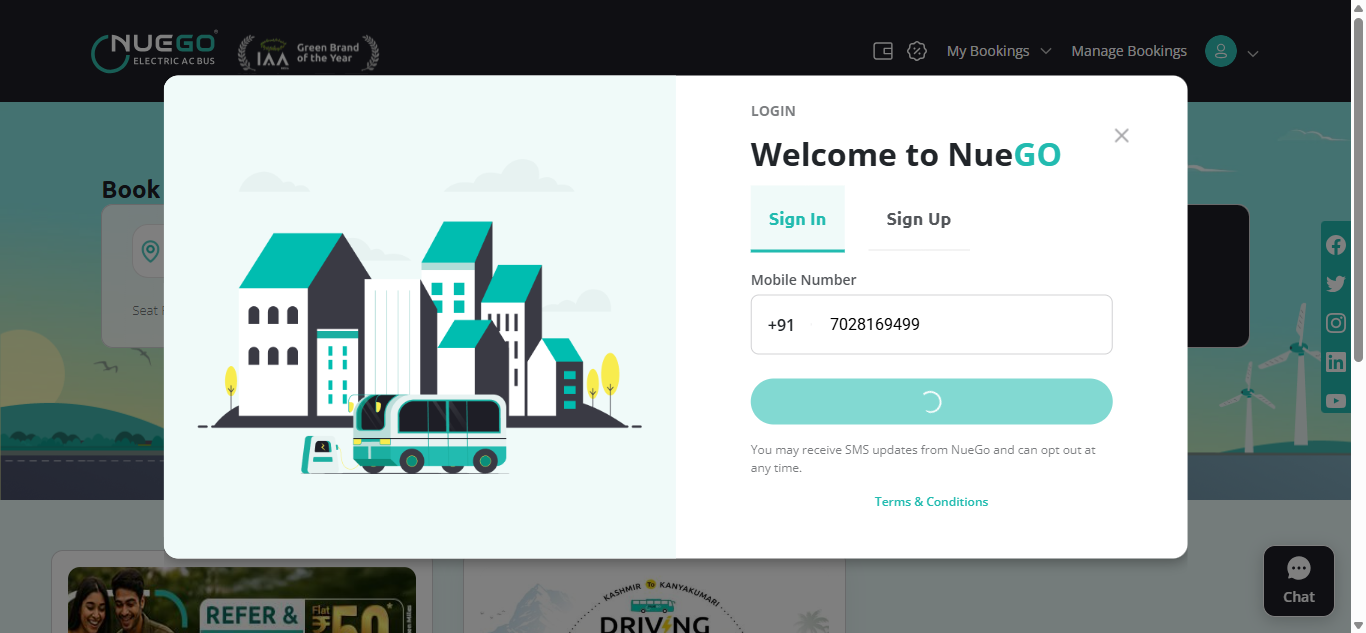 NUEGO
ELECTRIC AC BUS
IAA
Green Brand
of the Year
My Bookings
Manage Bookings
LOGIN
Welcome to NueGO
Book
Sign In
Sign Up
Mobile Number
Seat
+91
7028169499
You may receive SMS updates from NueGo and can opt out at
any time.
Terms & Conditions
Chat
REFER &
Flat
₹50*
KASHMIR To KANYAKUMARI
DRIVING